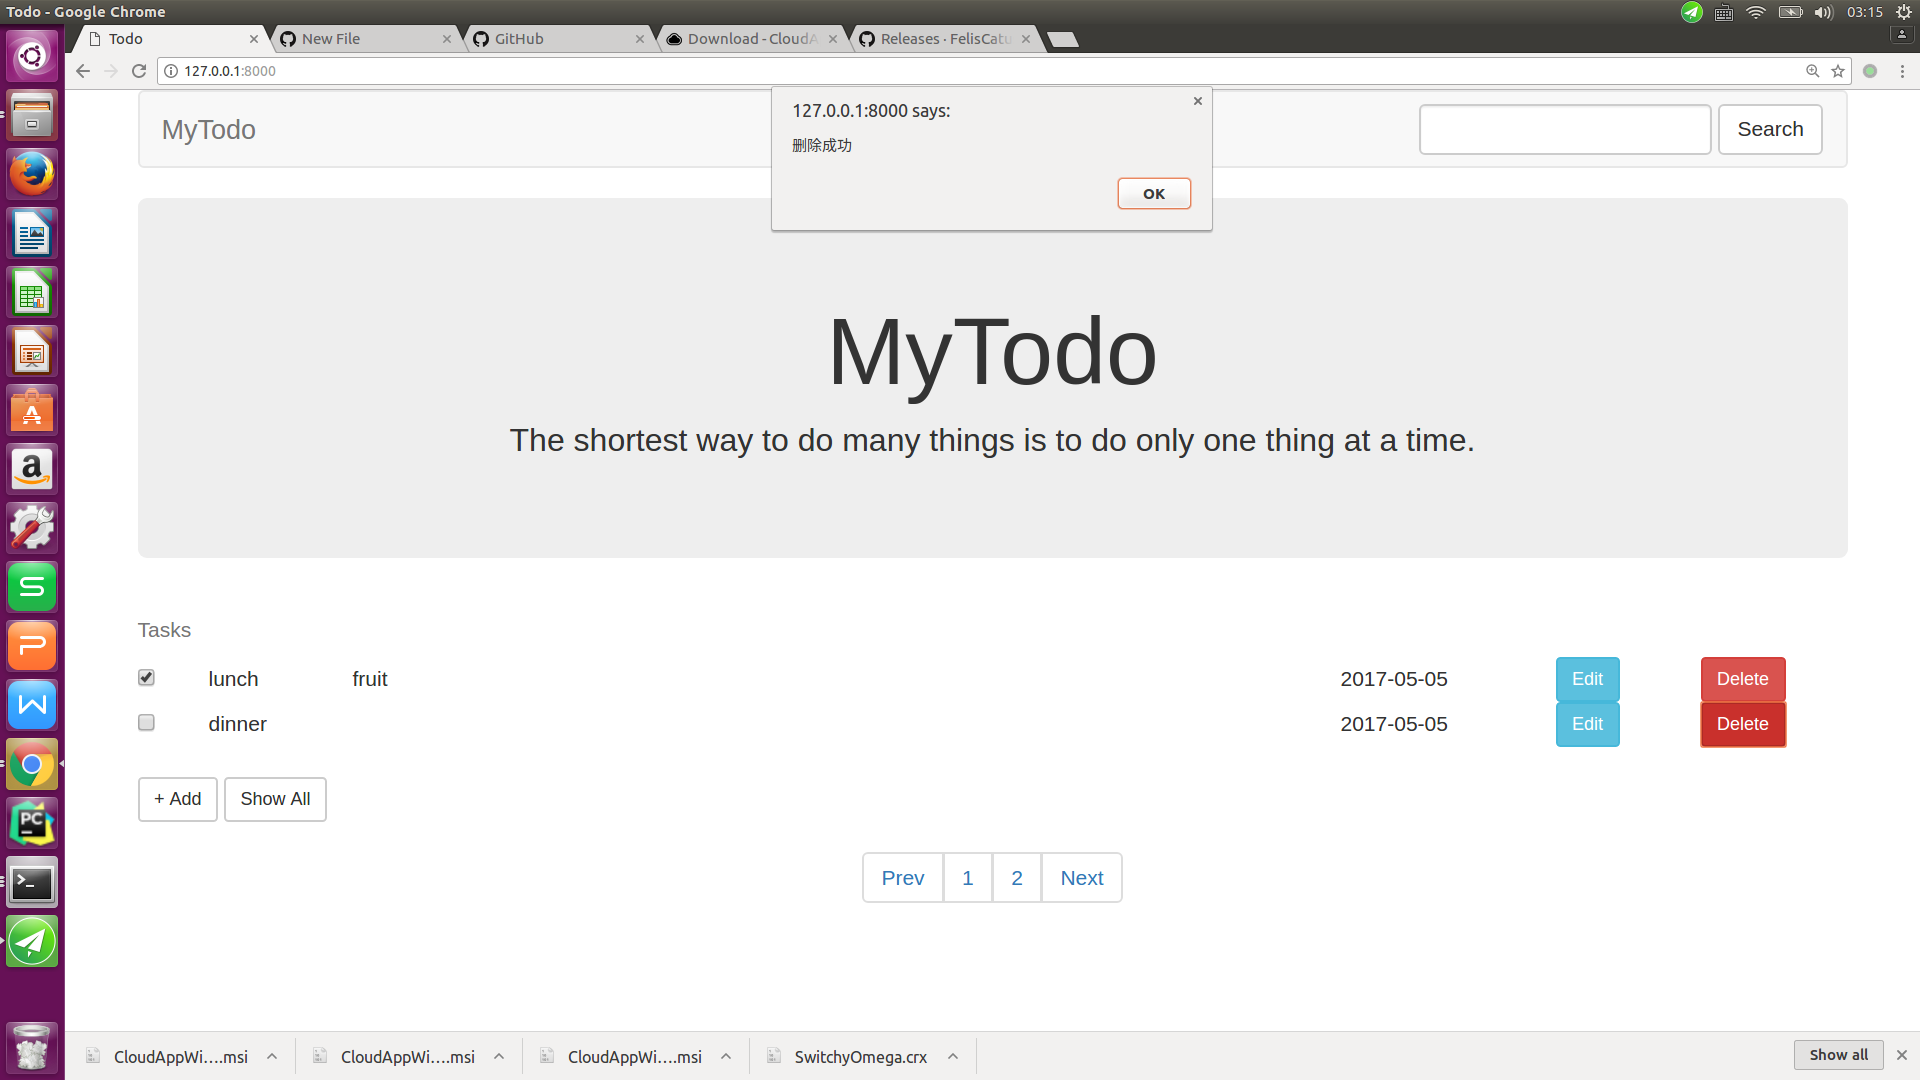 Todo - Google Chrome
03:15
Todo
New File
GitHub
Download - CloudA
Releases · FelisCatu
127.0.0.1:8000
127.0.0.1:8000 says:
删除成功
OK
MyTodo
Search
MyTodo
The shortest way to do many things is to do only one thing at a time.
Tasks
lunch fruit 2017-05-05 Edit Delete
dinner 2017-05-05 Edit Delete
+ Add Show All
Prev 1 2 Next
CloudAppWi....msi
CloudAppWi....msi
CloudAppWi....msi
SwitchyOmega.crx
Show all